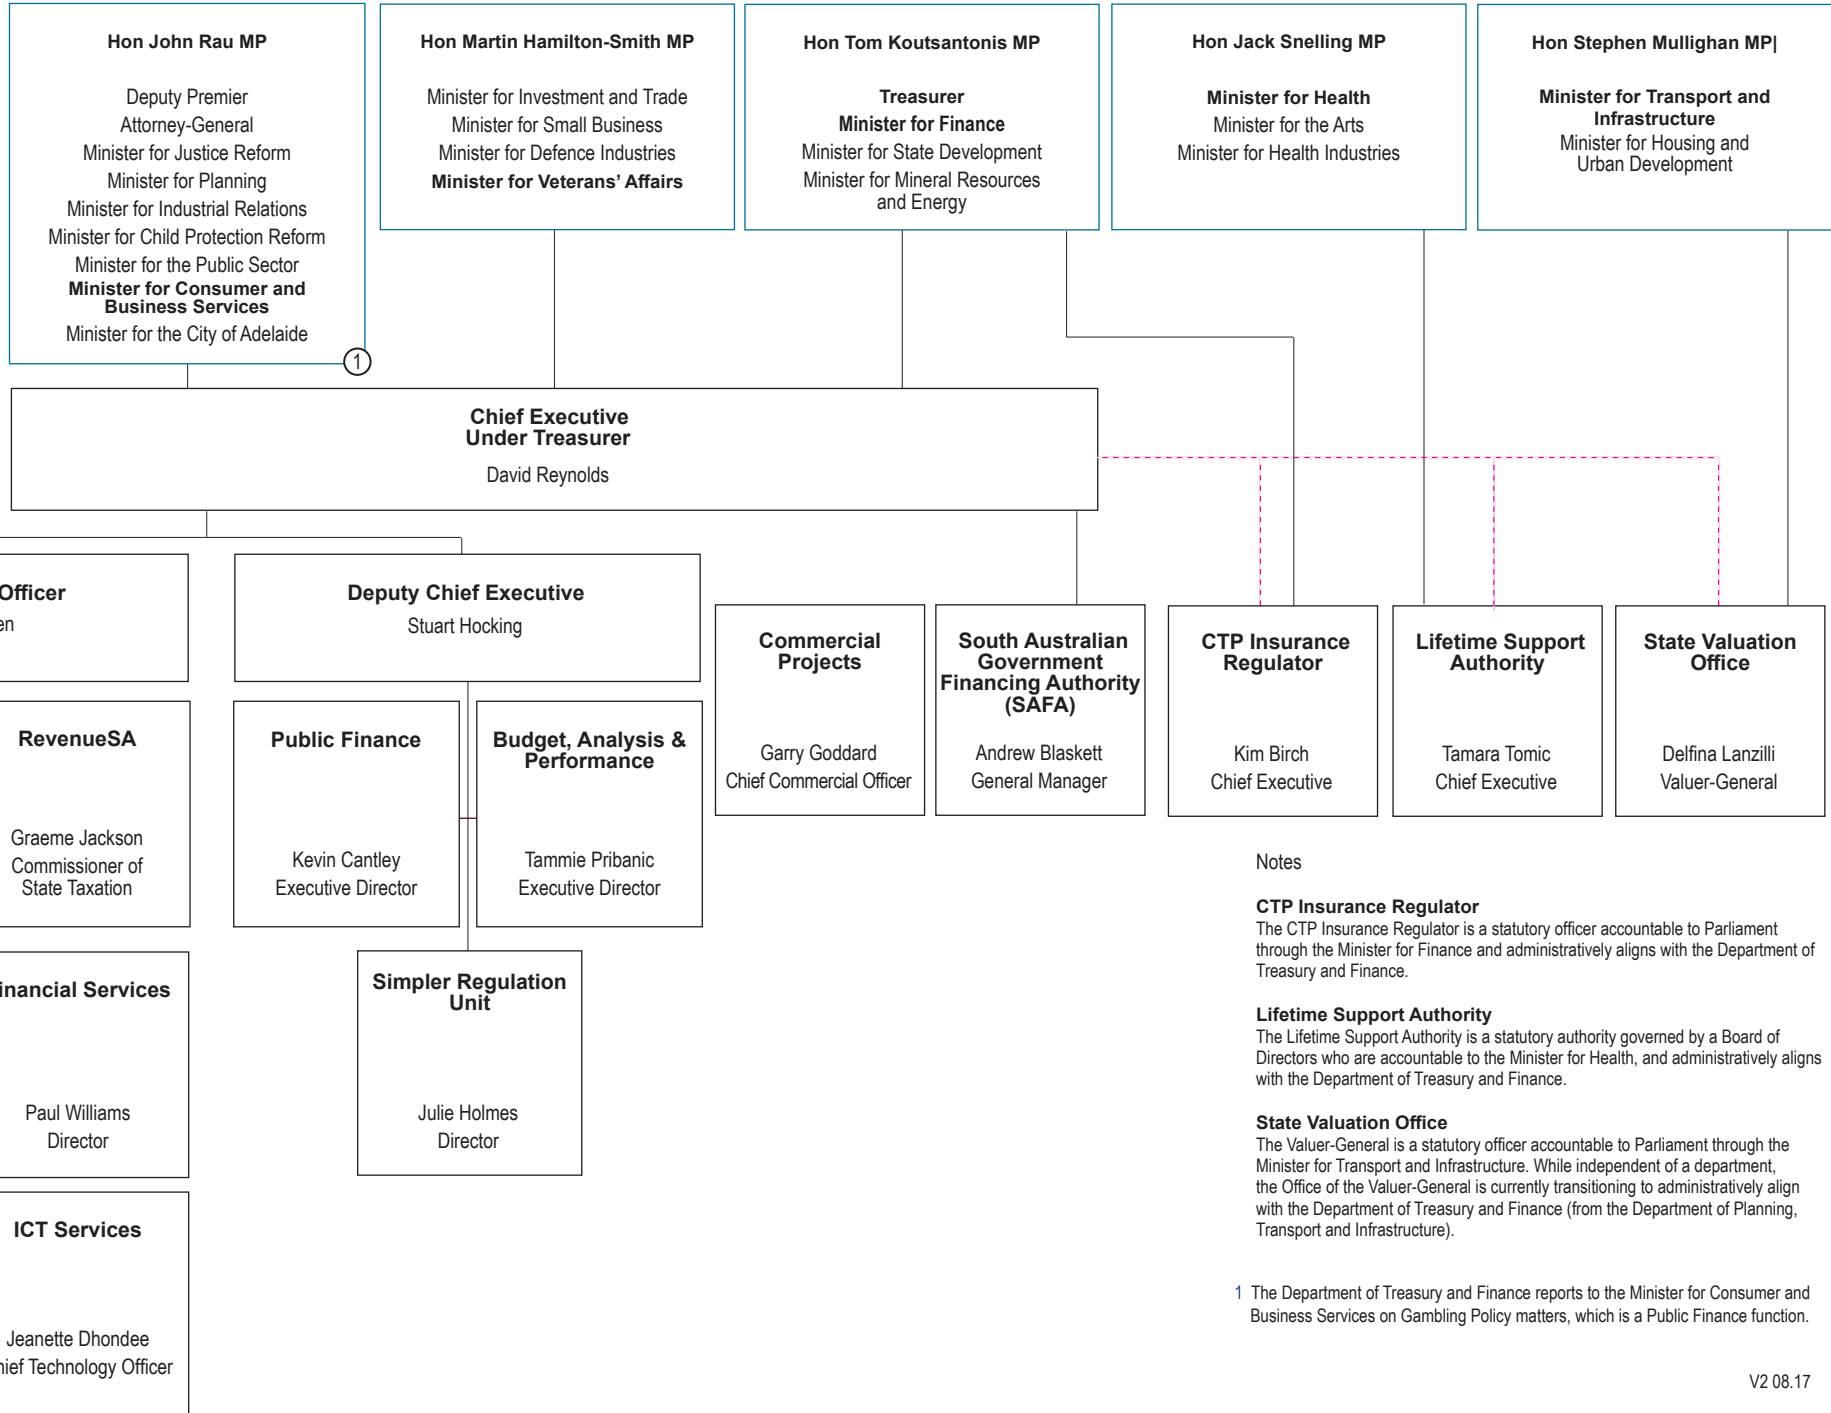 Hon John Rau MP
Deputy Premier
Attorney-General
Minister for Justice Reform
Minister for Planning
Minister for Industrial Relations
Minister for Child Protection Reform
Minister for the Public Sector
Minister for Consumer and
Business Services
Minister for the City of Adelaide
1
Hon Martin Hamilton-Smith MP
Minister for Investment and Trade
Minister for Small Business
Minister for Defence Industries
Minister for Veterans' Affairs
Hon Tom Koutsantonis MP
Treasurer
Minister for Finance
Minister for State Development
Minister for Mineral Resources
and Energy
Hon Jack Snelling MP
Minister for Health
Minister for the Arts
Minister for Health Industries
Hon Stephen Mullighan MP|
Minister for Transport and
Infrastructure
Minister for Housing and
Urban Development
Chief Executive
Under Treasurer
David Reynolds
Officer
en
Deputy Chief Executive
Stuart Hocking
Commercial
Projects
Garry Goddard
Chief Commercial Officer
South Australian
Government
Financing Authority
(SAFA)
Andrew Blaskett
General Manager
CTP Insurance
Regulator
Kim Birch
Chief Executive
Lifetime Support
Authority
Tamara Tomic
Chief Executive
State Valuation
Office
Delfina Lanzilli
Valuer-General
RevenueSA
Graeme Jackson
Commissioner of
State Taxation
Public Finance
Kevin Cantley
Executive Director
Budget, Analysis &
Performance
Tammie Pribanic
Executive Director
inancial Services
Paul Williams
Director
Simpler Regulation
Unit
Julie Holmes
Director
ICT Services
Jeanette Dhondee
hief Technology Officer
Notes
CTP Insurance Regulator
The CTP Insurance Regulator is a statutory officer accountable to Parliament
through the Minister for Finance and administratively aligns with the Department of
Treasury and Finance.
Lifetime Support Authority
The Lifetime Support Authority is a statutory authority governed by a Board of
Directors who are accountable to the Minister for Health, and administratively aligns
with the Department of Treasury and Finance.
State Valuation Office
The Valuer-General is a statutory officer accountable to Parliament through the
Minister for Transport and Infrastructure. While independent of a department,
the Office of the Valuer-General is currently transitioning to administratively align
with the Department of Treasury and Finance (from the Department of Planning,
Transport and Infrastructure).
1 The Department of Treasury and Finance reports to the Minister for Consumer and
Business Services on Gambling Policy matters, which is a Public Finance function.
V2 08.17